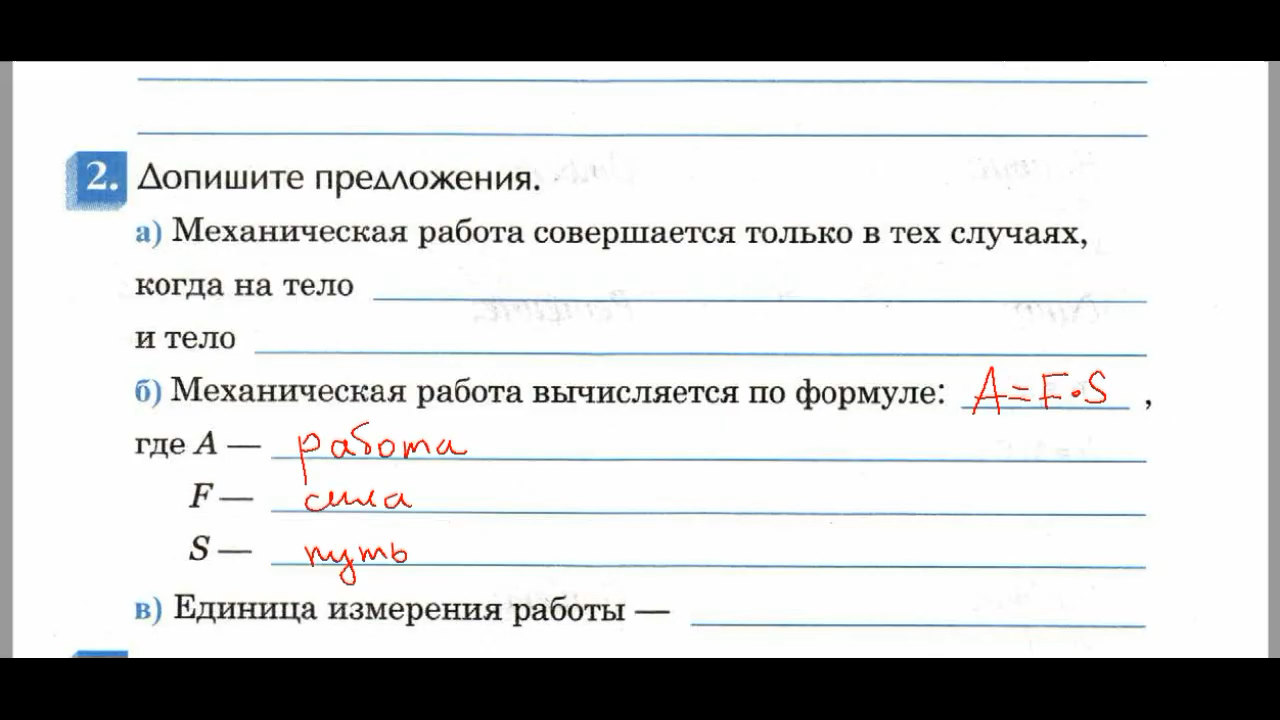 2. Допишите предложения.
а) Механическая работа совершается только в тех случаях,
когда на тело
и тело
б) Механическая работа вычисляется по формуле: A = F · S ,
где A — работа
F — сила
S — путь
в) Единица измерения работы —